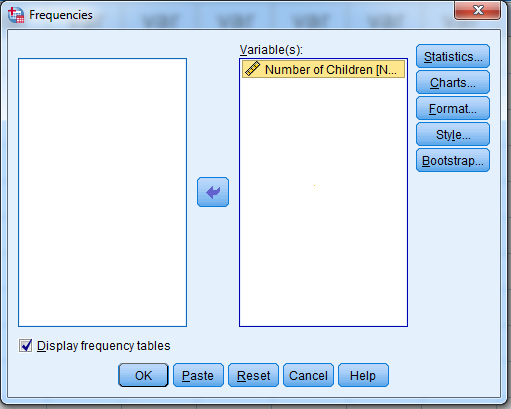 Frequencies
Variable(s):
Number of Children [N...
Statistics...
Charts...
Format...
Style...
Bootstrap...
Display frequency tables
OK
Paste
Reset
Cancel
Help